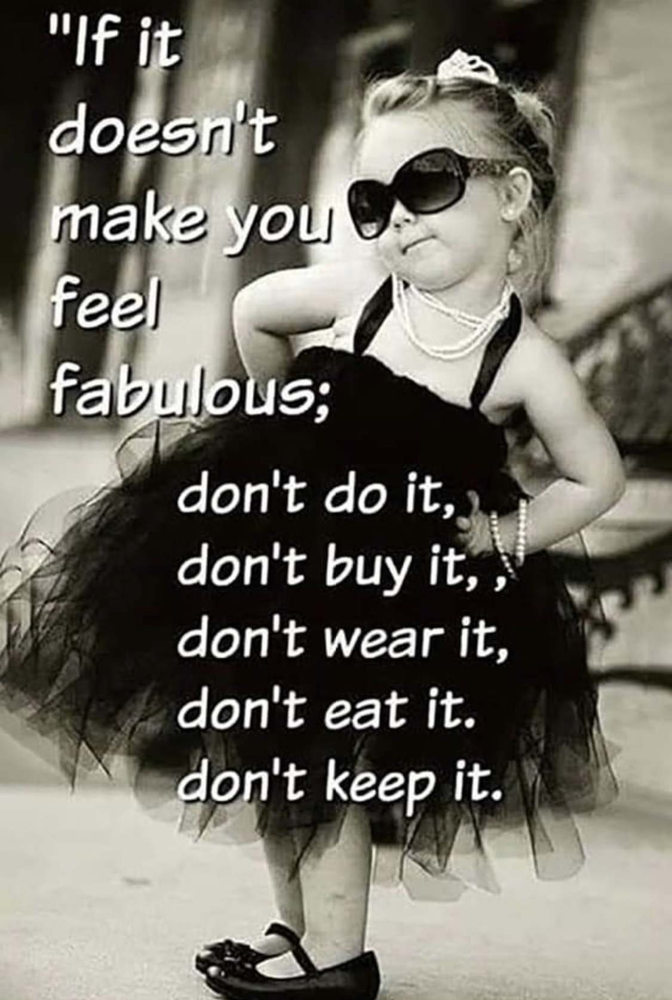 "If it
doesn't
make you
feel
fabulous;
don't do it,
don't buy it, ,
don't wear it,
don't eat it.
don't keep it.